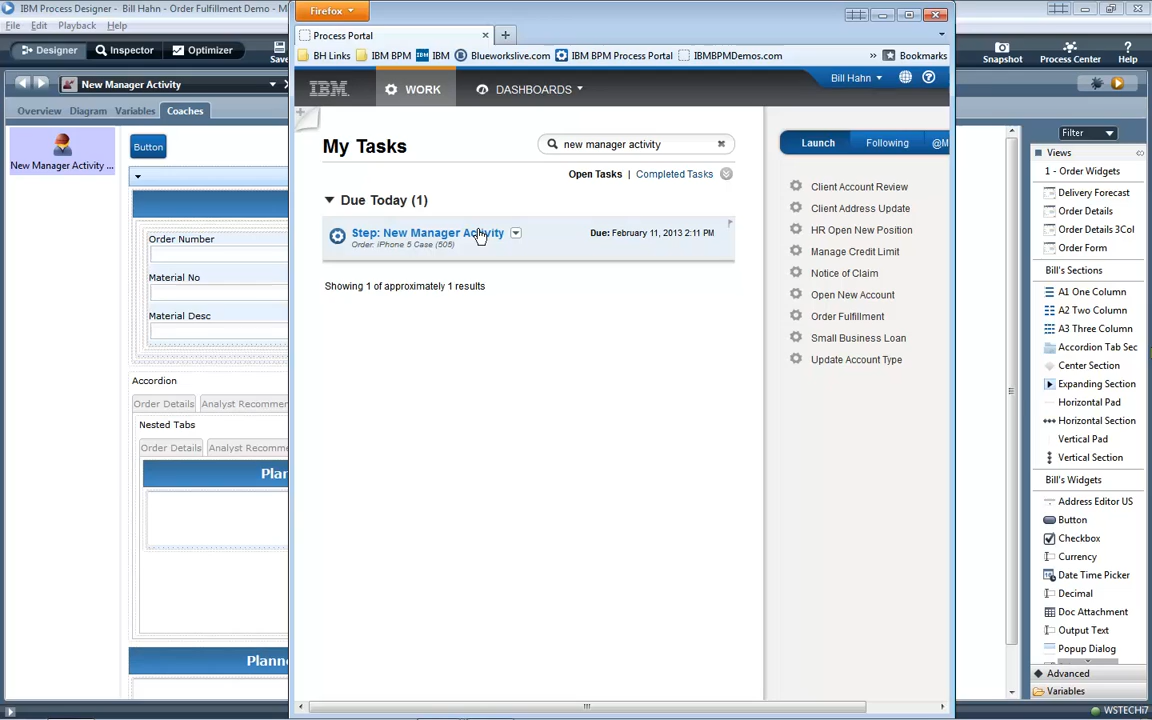 IBM Process Designer - Bill Hahn - Order Fulfillment Demo - M
File Edit Playback Help
Designer Inspector Optimizer Save
New Manager Activity
Overview Diagram Variables Coaches
New Manager Activity ...
Button
Order Number
Material No
Material Desc
Accordion
Order Details Analyst Recommen
Nested Tabs
Order Details Analyst Recomme
Plan
Planne
Firefox
Process Portal
BH Links IBM BPM IBM Blueworkslive.com IBM BPM Process Portal IBMBPMDemos.com » Bookmarks
Bill Hahn
IBM WORK DASHBOARDS
My Tasks
new manager activity
Open Tasks | Completed Tasks
Due Today (1)
Step: New Manager Activity
Due: February 11, 2013 2:11 PM
Order: iPhone 5 Case (505)
Showing 1 of approximately 1 results
Launch Following @M
Client Account Review
Client Address Update
HR Open New Position
Manage Credit Limit
Notice of Claim
Open New Account
Order Fulfillment
Small Business Loan
Update Account Type
Snapshot Process Center Help
Filter
Views
1 - Order Widgets
Delivery Forecast
Order Details
Order Details 3Col
Order Form
Bill's Sections
A1 One Column
A2 Two Column
A3 Three Column
Accordion Tab Sec
Center Section
Expanding Section
Horizontal Pad
Horizontal Section
Vertical Pad
Vertical Section
Bill's Widgets
Address Editor US
Button
Checkbox
Currency
Date Time Picker
Decimal
Doc Attachment
Output Text
Popup Dialog
Advanced
Variables
WSTECHi7